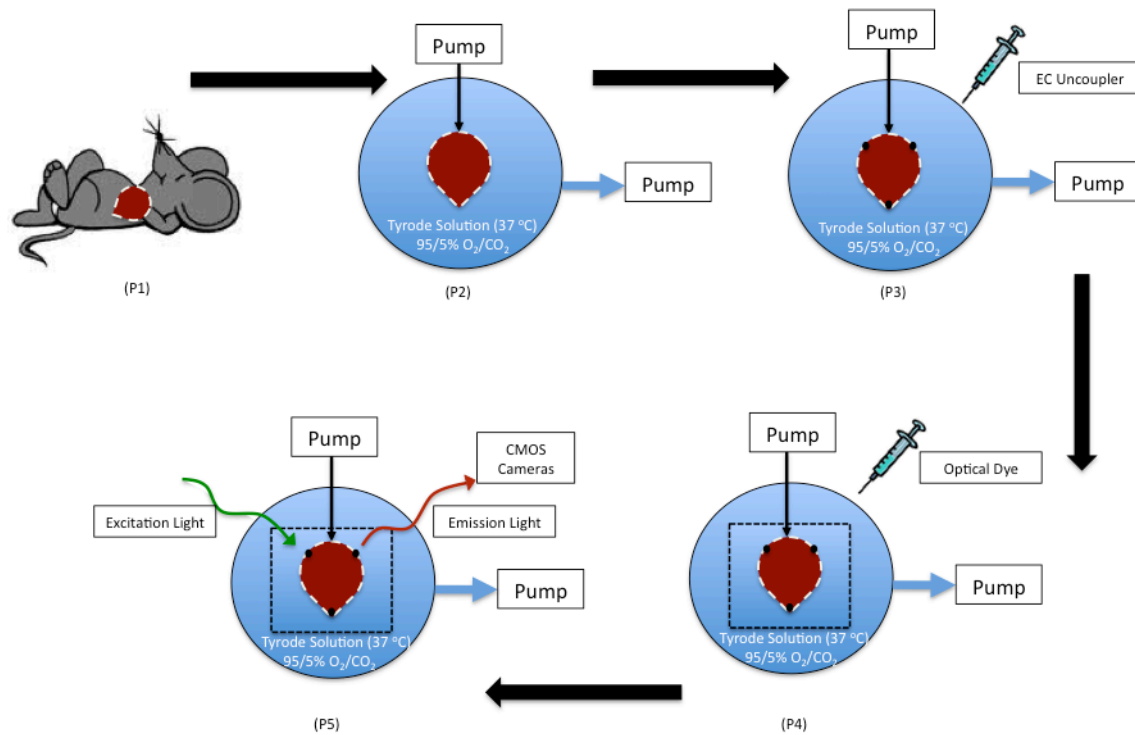 Pump
Pump
Tyrode Solution (37 °C)
95/5% O₂/CO₂
(P1)
(P2)
Pump
EC Uncoupler
Pump
Tyrode Solution (37 °C)
95/5% O₂/CO₂
(P3)
Pump
CMOS
Cameras
Excitation Light
Emission Light
Pump
Tyrode Solution (37 °C)
95/5% O₂/CO₂
(P5)
Pump
Optical Dye
Pump
Tyrode Solution (37 °C)
95/5% O₂/CO₂
(P4)